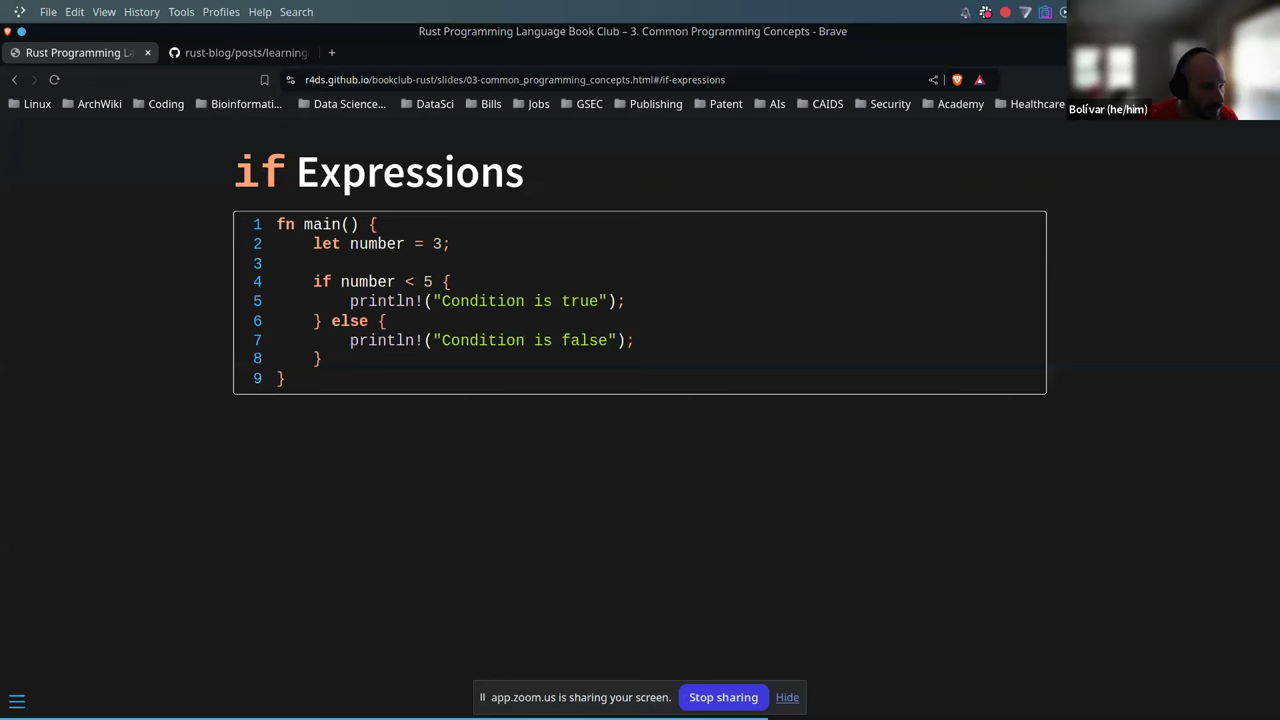 File Edit View History Tools Profiles Help Search
Rust Programming Language Book Club – 3. Common Programming Concepts - Brave
Rust Programming La × rust-blog/posts/learning- +
r4ds.github.io/bookclub-rust/slides/03-common_programming_concepts.html#/if-expressions
Linux ArchWiki Coding Bioinformati... Data Science... DataSci Bills Jobs GSEC Publishing Patent AIs CAIDS Security Academy Healthcare
Bolívar (he/him)
if Expressions
1 fn main() {
2 let number = 3;
3
4 if number < 5 {
5 println!("Condition is true");
6 } else {
7 println!("Condition is false");
8 }
9 }
app.zoom.us is sharing your screen. Stop sharing Hide